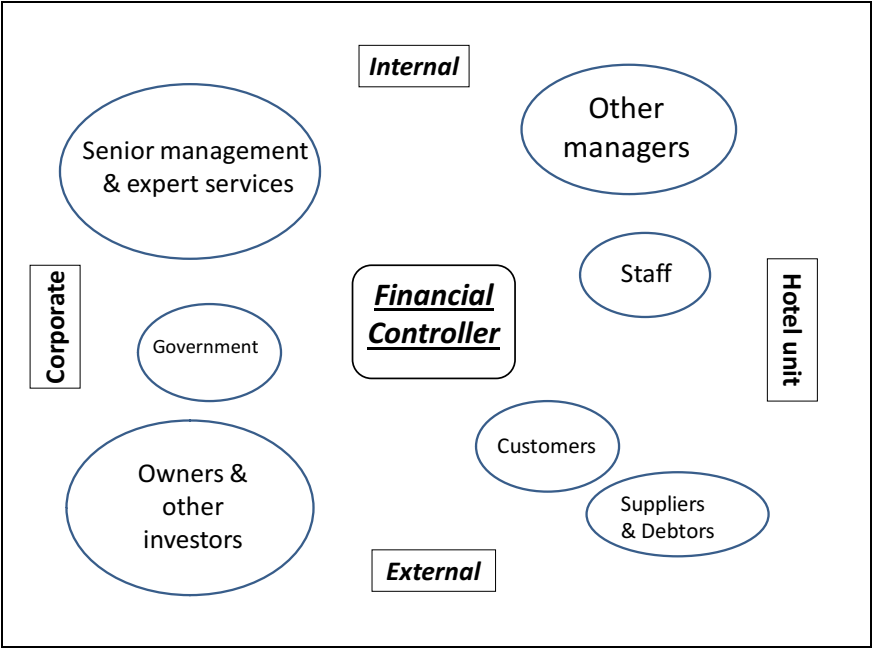 Internal
Other
managers
Senior management
& expert services
Staff
Corporate
Financial
Controller
Hotel unit
Government
Customers
Owners &
other
investors
Suppliers
& Debtors
External